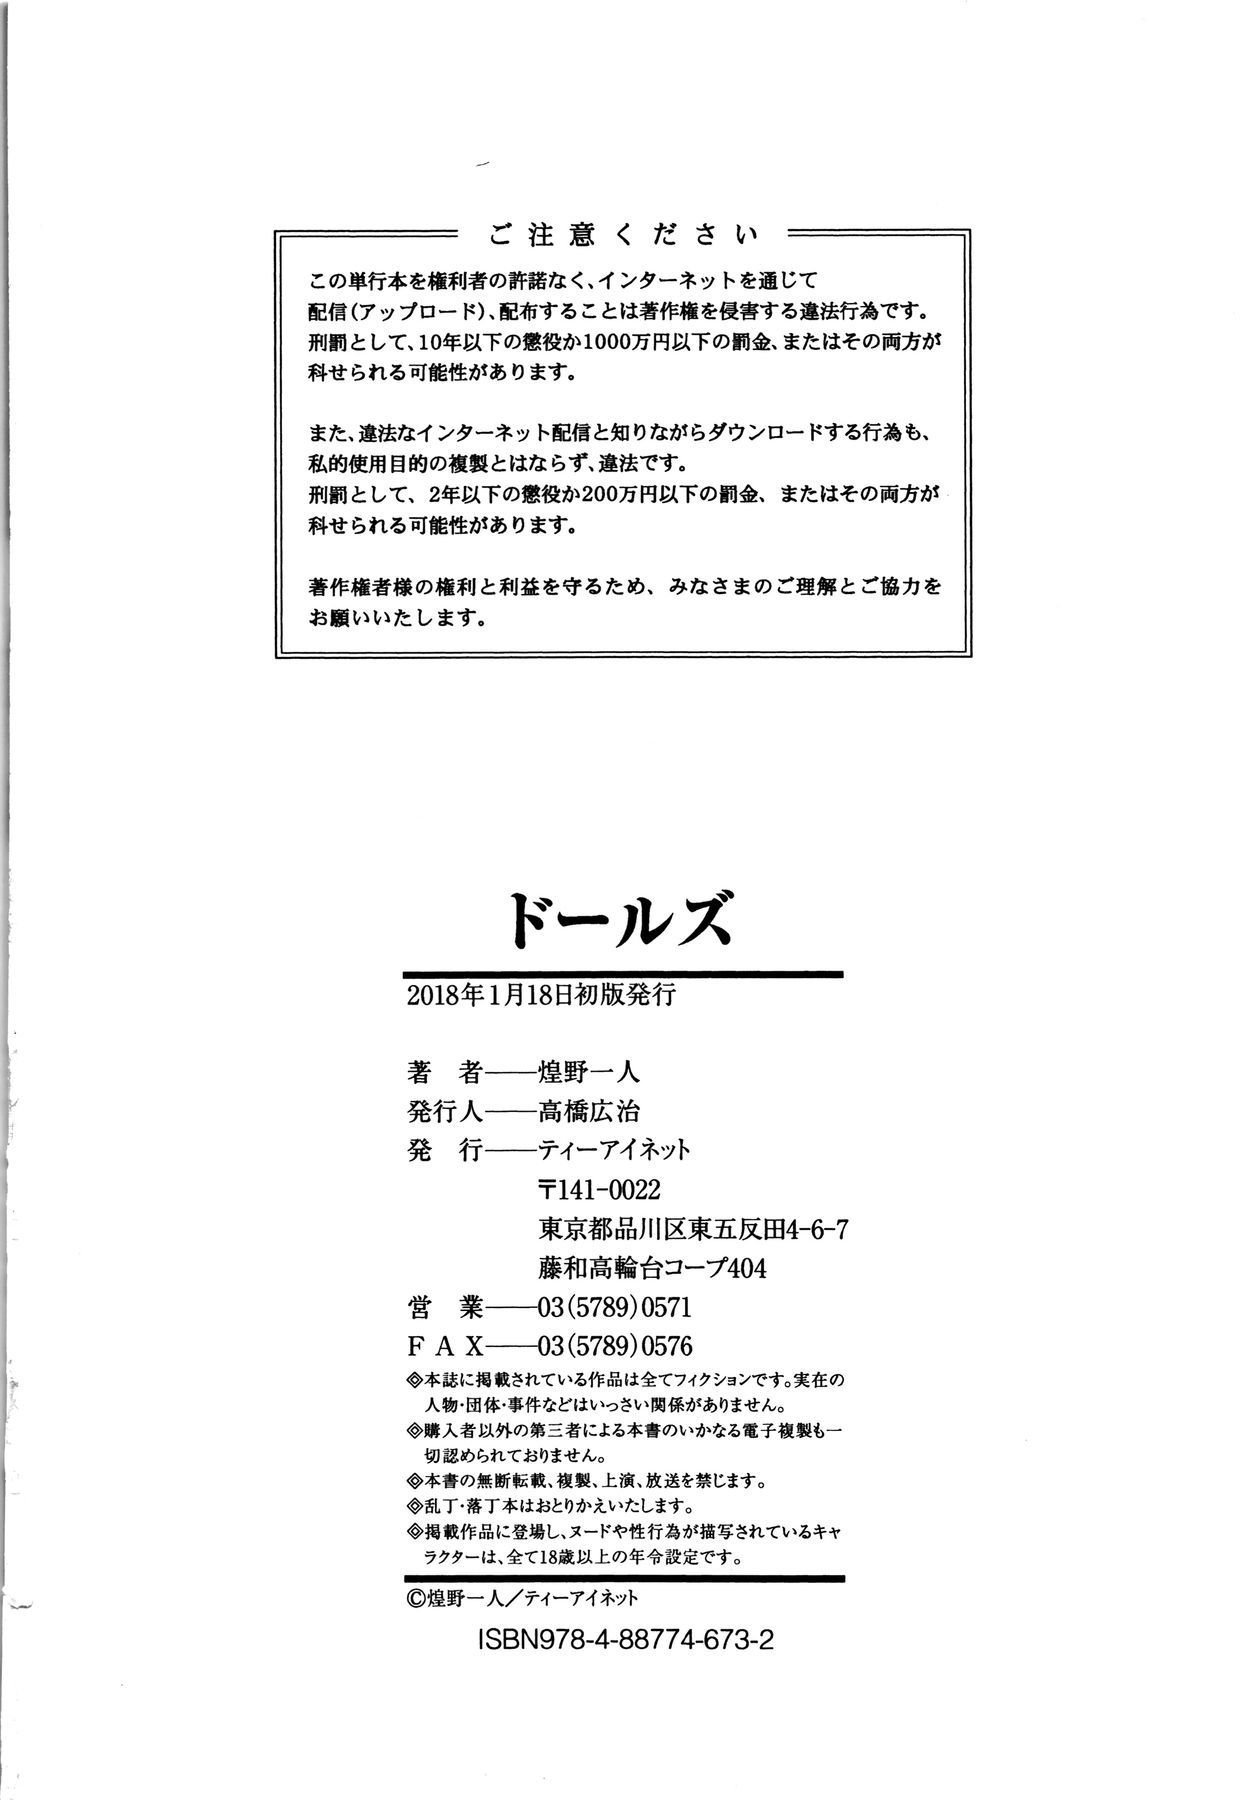 ご注意ください
この単行本を権利者の許諾なく、インターネットを通じて
配信(アップロード)、配布することは著作権を侵害する違法行為です。
刑罰として、10年以下の懲役か1000万円以下の罰金、またはその両方が
科せられる可能性があります。
また、違法なインターネット配信と知りながらダウンロードする行為も、
私的使用目的の複製とはならず、違法です。
刑罰として、2年以下の懲役か200万円以下の罰金、またはその両方が
科せられる可能性があります。
著作権者様の権利と利益を守るため、みなさまのご理解とご協力を
お願いいたします。
ドールズ
2018年1月18日初版発行
著　者――煌野一人
発行人――高橋広治
発　行――ティーアイネット
〒141-0022
東京都品川区東五反田4-6-7
藤和高輪台コープ404
営　業――03(5789)0571
FAX――03(5789)0576
◈本誌に掲載されている作品は全てフィクションです。実在の
人物・団体・事件などはいっさい関係がありません。
◈購入者以外の第三者による本書のいかなる電子複製も一
切認められておりません。
◈本書の無断転載、複製、上演、放送を禁じます。
◈乱丁・落丁本はおとりかえいたします。
◈掲載作品に登場し、ヌードや性行為が描写されているキャ
ラクターは、全て18歳以上の年令設定です。
©煌野一人／ティーアイネット
ISBN978-4-88774-673-2